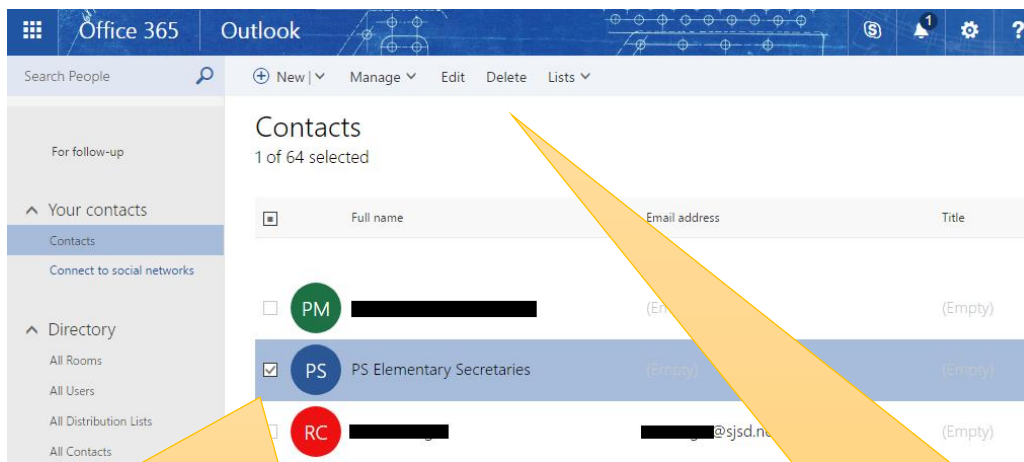 Office 365 Outlook 1 ?
Search People New Manage Edit Delete Lists
Contacts
1 of 64 selected
For follow-up
Your contacts
Full name Email address Title
Contacts
Connect to social networks
PM (Empty)
Directory
All Rooms
PS PS Elementary Secretaries (Empty) (Empty)
All Users
All Distribution Lists
RC @sjsd.ne (Empty)
All Contacts